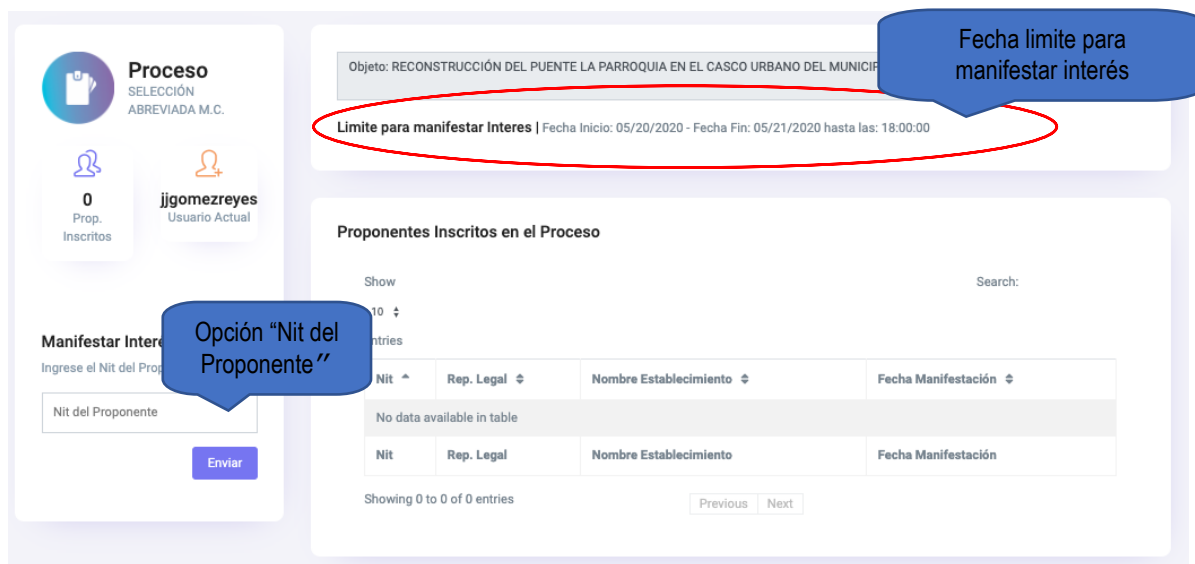 Proceso
SELECCIÓN
ABREVIADA M.C.
0
Prop.
Inscritos
jjgomezreyes
Usuario Actual
Manifestar Intere
Ingrese el Nit del Prop
Nit del Proponente
Enviar
Opción “Nit del
Proponente”
Fecha limite para
manifestar interés
Objeto: RECONSTRUCCIÓN DEL PUENTE LA PARROQUIA EN EL CASCO URBANO DEL MUNICIP
Limite para manifestar Interes | Fecha Inicio: 05/20/2020 - Fecha Fin: 05/21/2020 hasta las: 18:00:00
Proponentes Inscritos en el Proceso
Show
10
ntries
Search:
Nit Rep. Legal Nombre Establecimiento Fecha Manifestación
No data available in table
Nit Rep. Legal Nombre Establecimiento Fecha Manifestación
Showing 0 to 0 of 0 entries
Previous Next